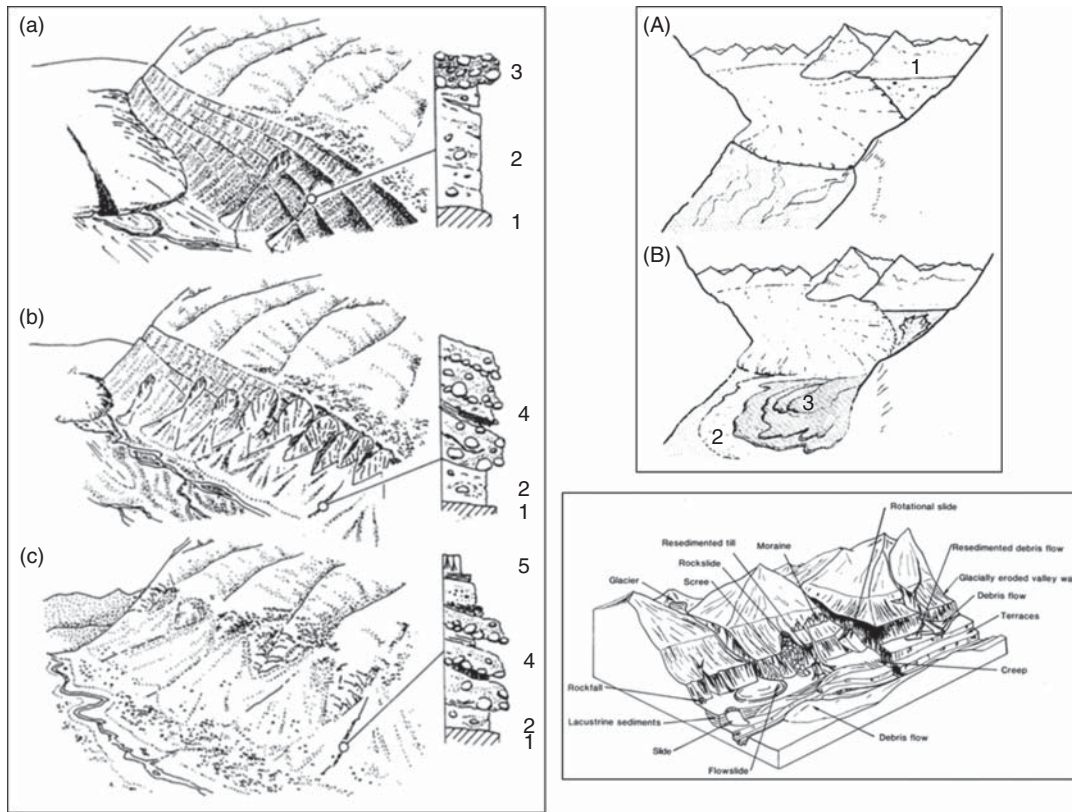 (a)
3
2
1
(b)
4
2
1
(c)
5
4
2
1
(A)
1
(B)
3
2
Rotational slide
Resedimented till
Moraine
Resedimented debris flow
Rockslide
Glacier
Scree
Glacially eroded valley wa
Debris flow
Terraces
Creep
Rockfall
Lacustrine sediments
Slide
Debris flow
Flowslide